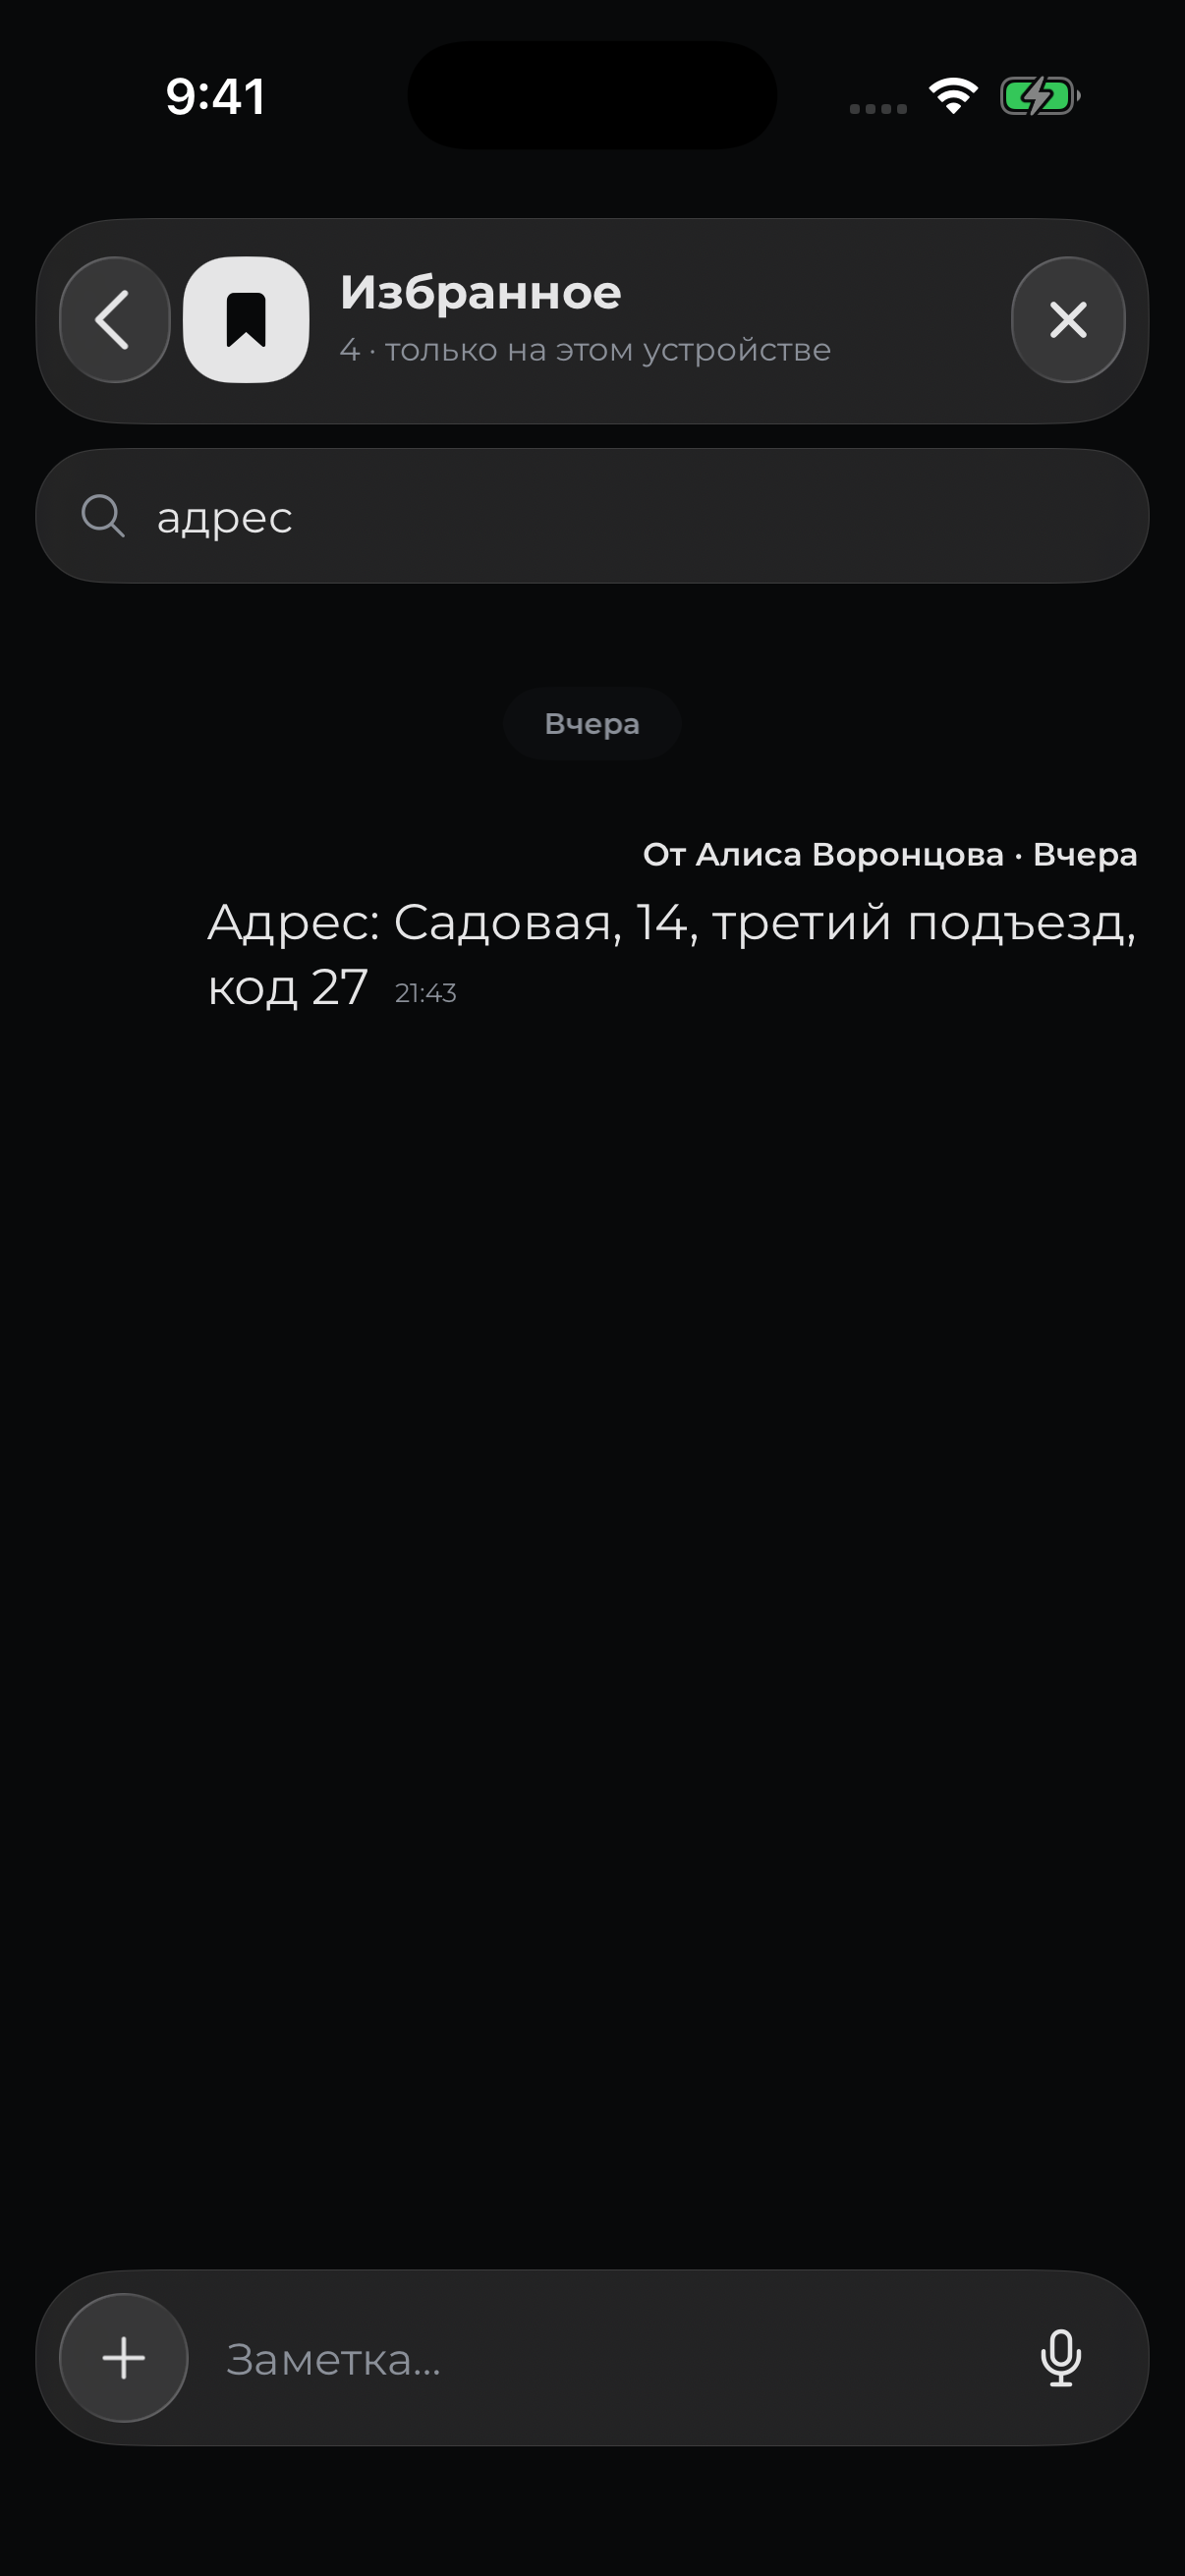 9:41
Избранное
4 · только на этом устройстве
адрес
Вчера
От Алиса Воронцова · Вчера
Адрес: Садовая, 14, третий подъезд,
код 27 21:43
Заметка...